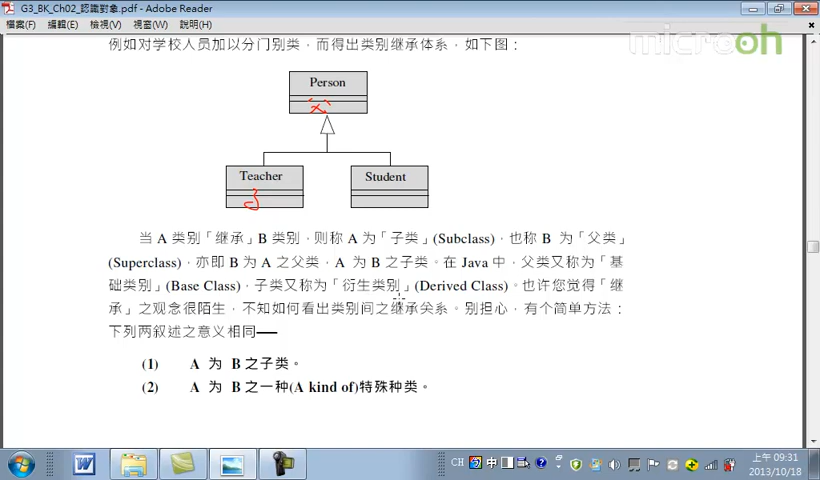 G3_BK_Ch02_認識對象.pdf - Adobe Reader
檔案(F) 編輯(E) 檢視(V) 視窗(W) 說明(H)
microoh
例如对学校人员加以分门别类，而得出类别继承体系，如下图：
Person
x
Teacher
Student
当 A 类别「继承」B 类别，则称 A 为「子类」(Subclass)，也称 B 为「父类」
(Superclass)，亦即 B 为 A 之父类，A 为 B 之子类。在 Java 中，父类又称为「基
础类别」(Base Class)，子类又称为「衍生类别」(Derived Class)。也许您觉得「继
承」之观念很陌生，不知如何看出类别间之继承关系。别担心，有个简单方法：
下列两叙述之意义相同──
(1) A 为 B 之子类。
(2) A 为 B 之一种(A kind of)特殊种类。
CH 中
上午 09:31
2013/10/18